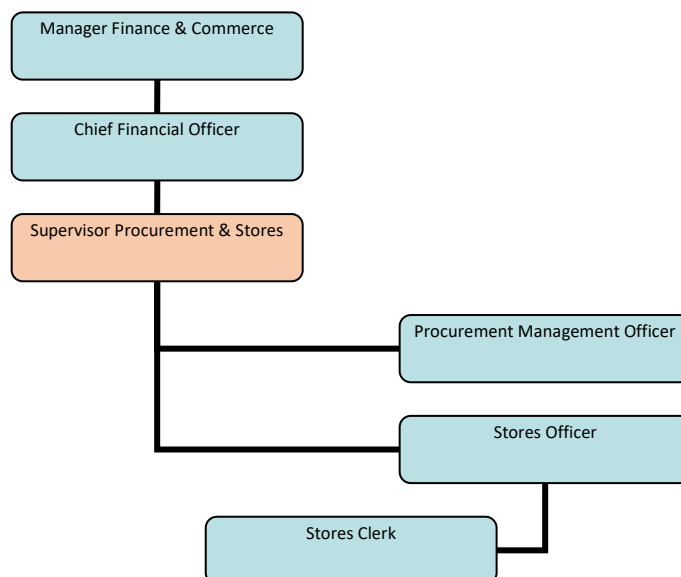 Manager Finance & Commerce
Chief Financial Officer
Supervisor Procurement & Stores
Procurement Management Officer
Stores Officer
Stores Clerk